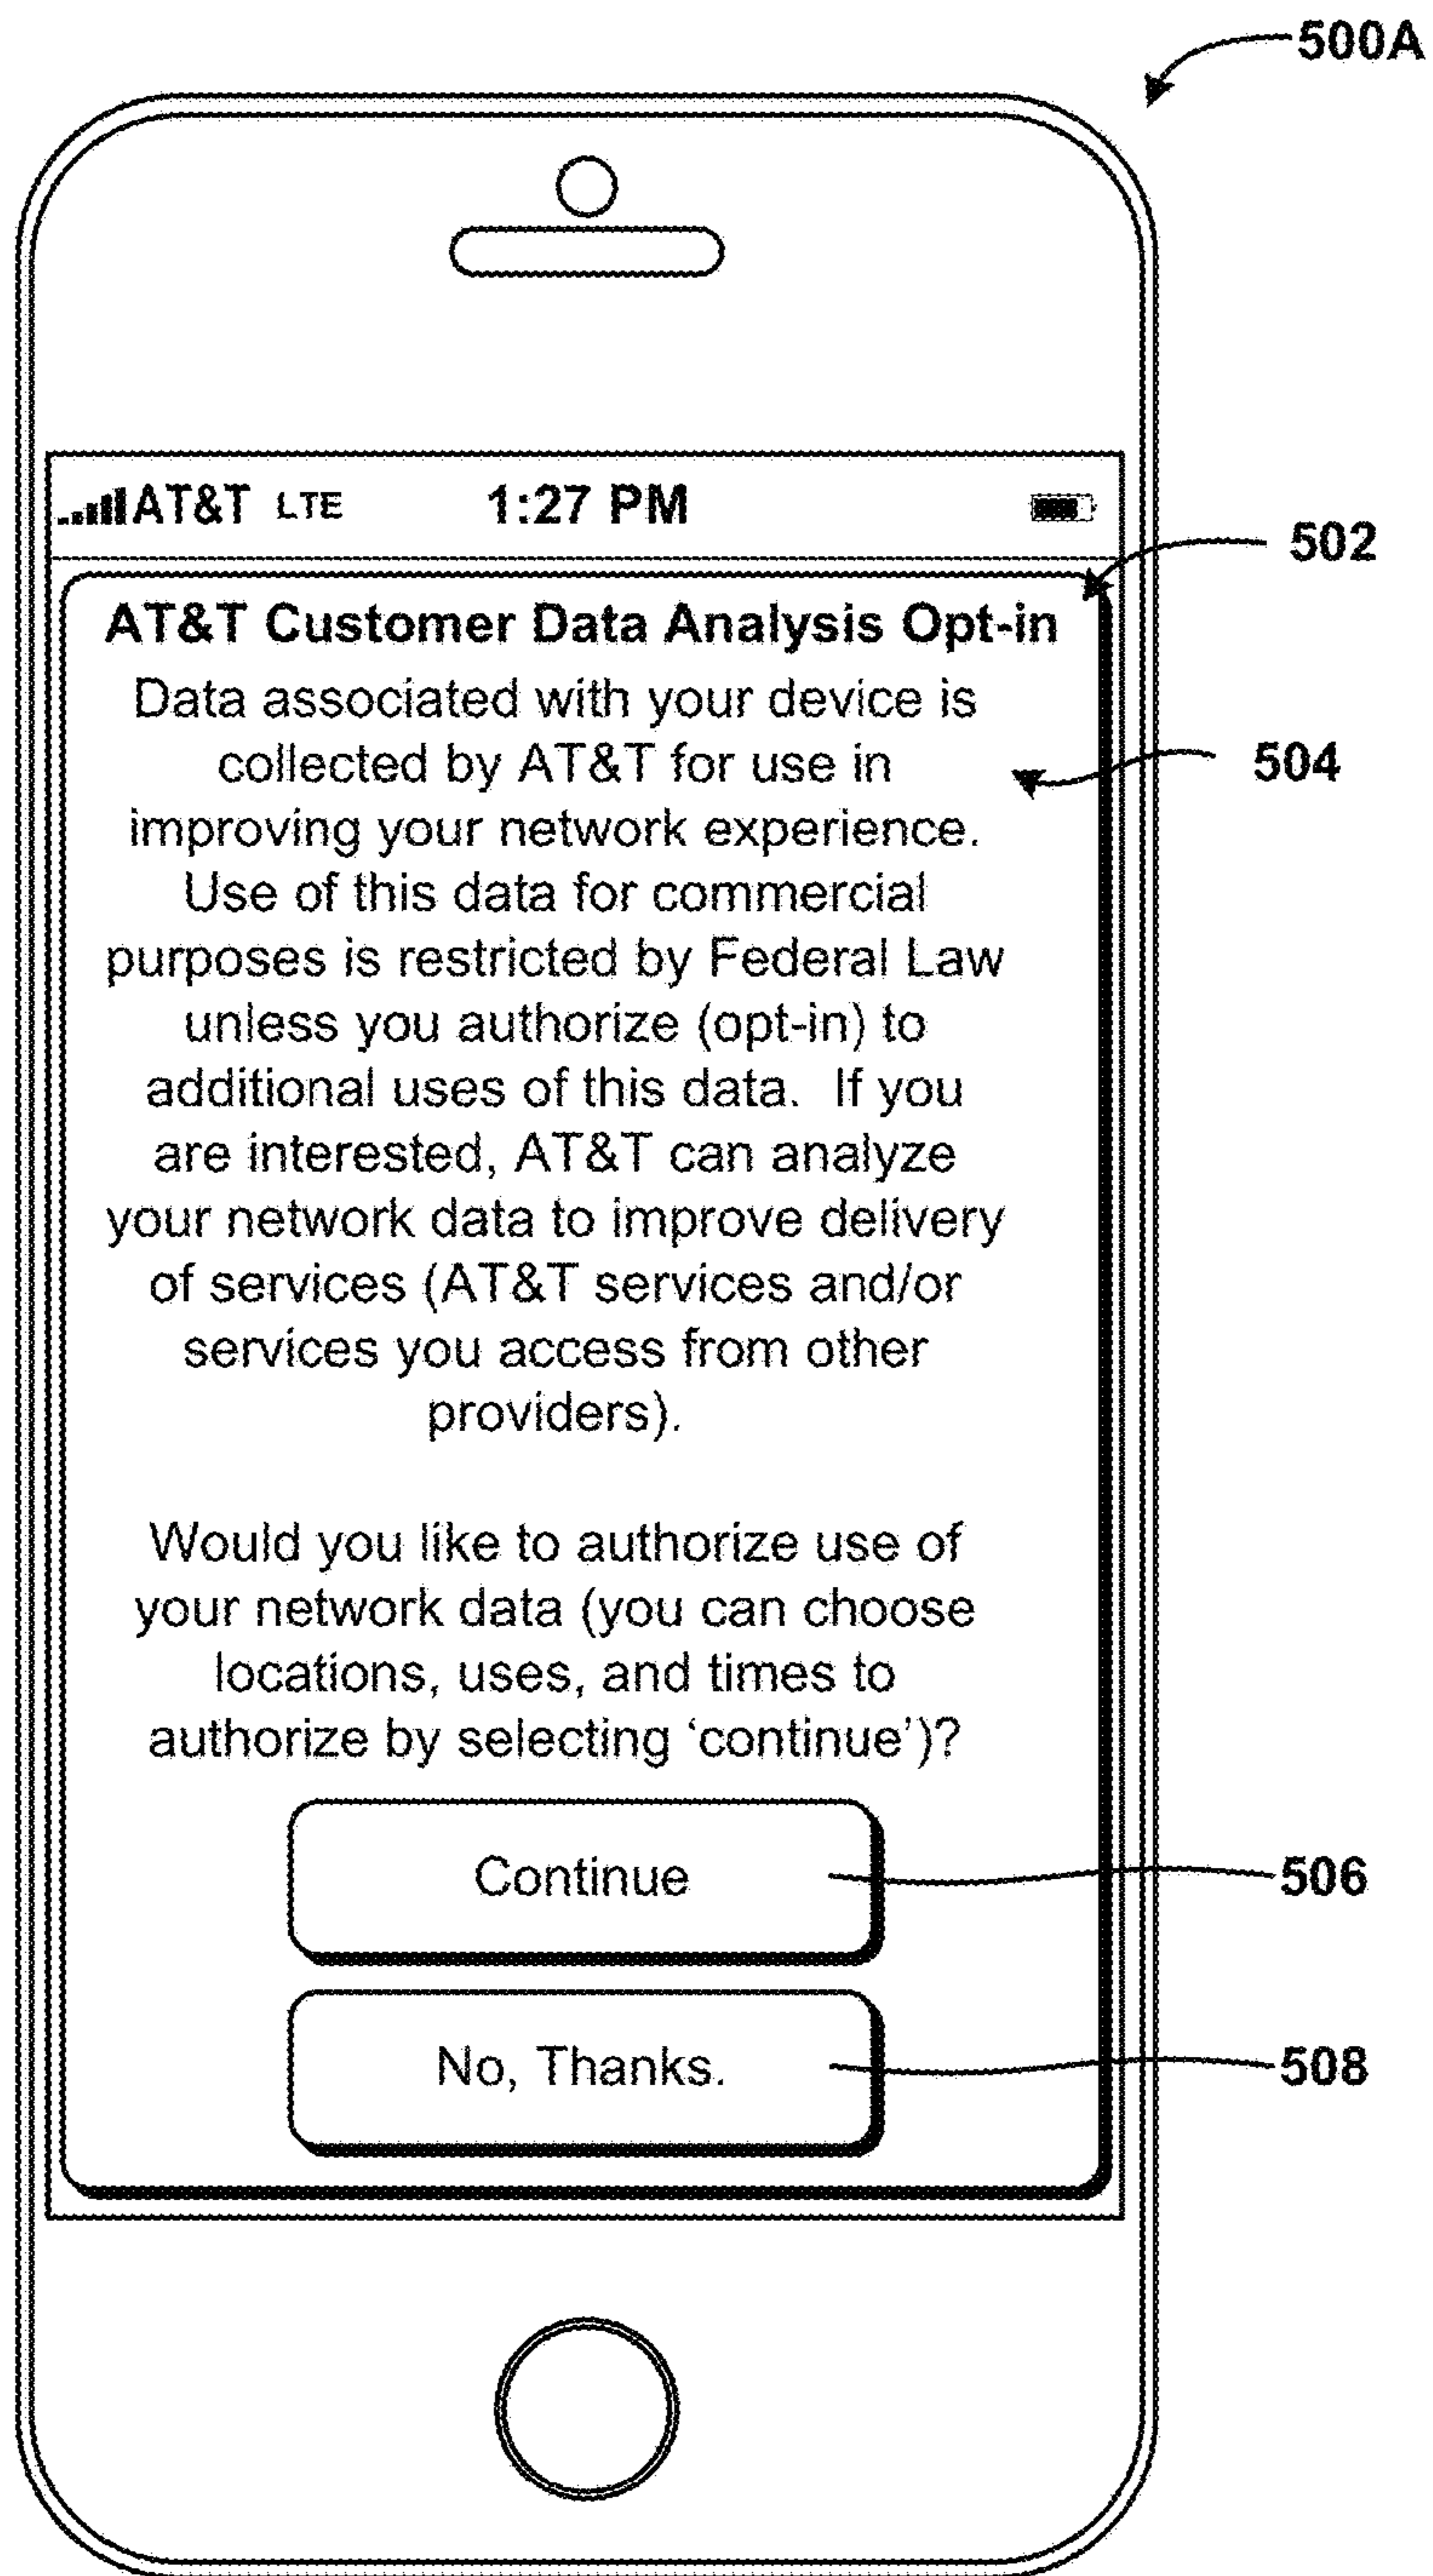 500A
AT&T LTE 1:27 PM
502
AT&T Customer Data Analysis Opt-in
Data associated with your device is
collected by AT&T for use in
504
improving your network experience.
Use of this data for commercial
purposes is restricted by Federal Law
unless you authorize (opt-in) to
additional uses of this data.  If you
are interested, AT&T can analyze
your network data to improve delivery
of services (AT&T services and/or
services you access from other
providers).
Would you like to authorize use of
your network data (you can choose
locations, uses, and times to
authorize by selecting ‘continue’)?
Continue
506
No, Thanks.
508